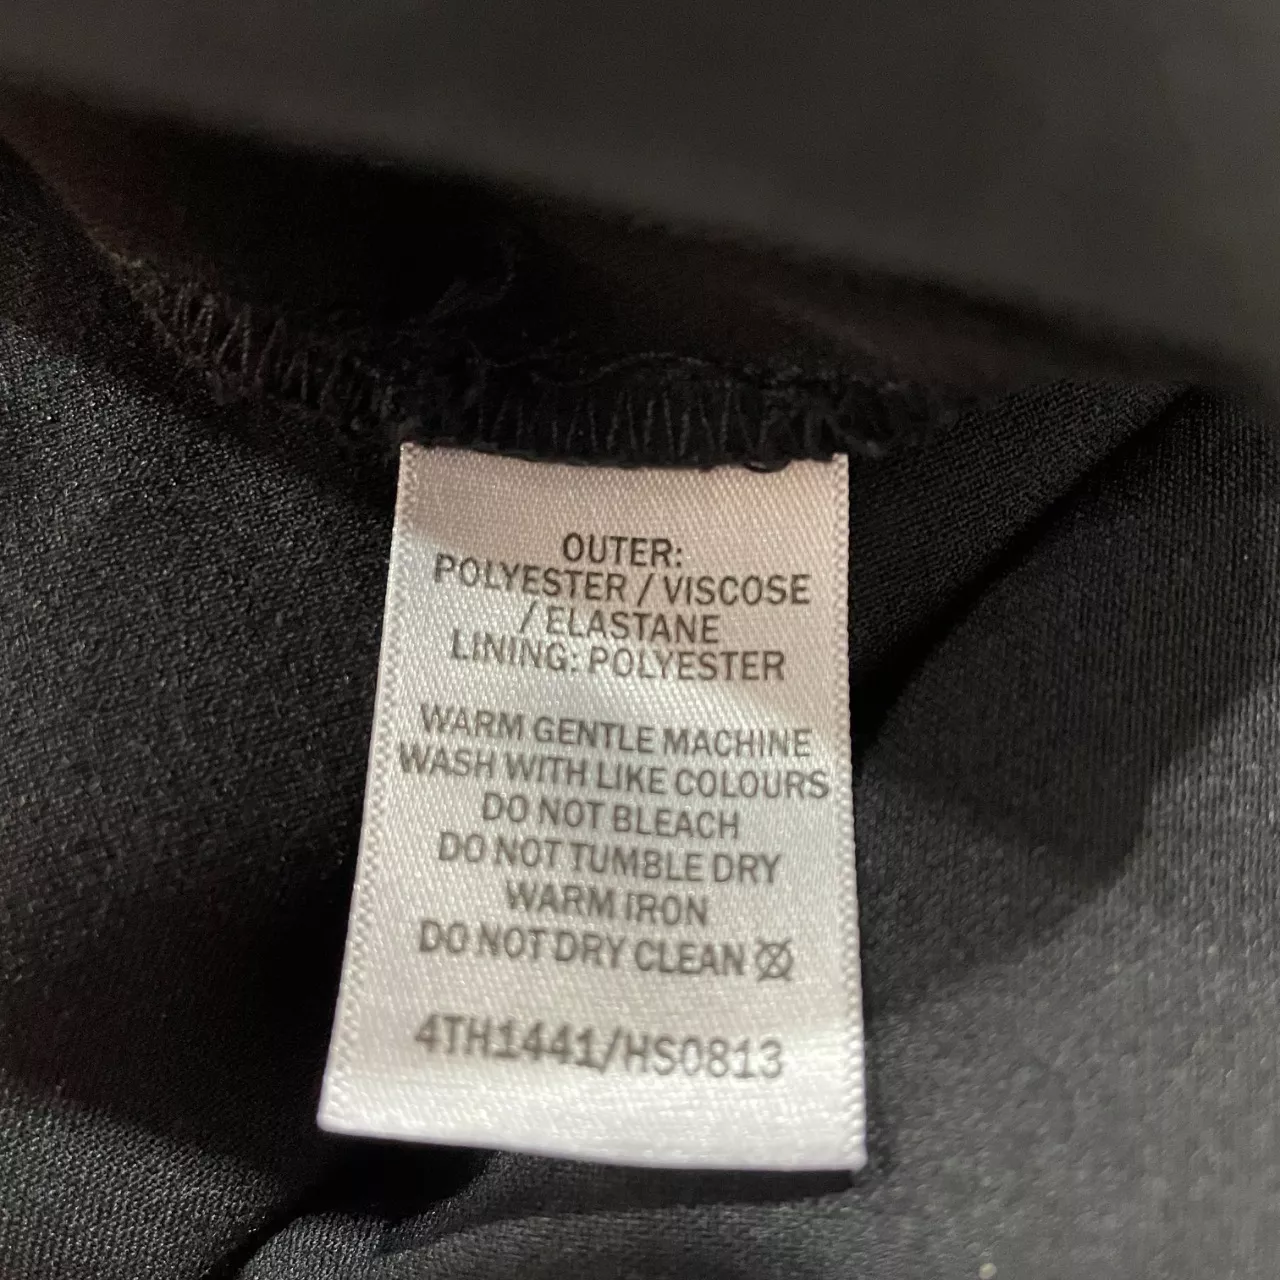 OUTER:
POLYESTER / VISCOSE
/ ELASTANE
LINING: POLYESTER
WARM GENTLE MACHINE
WASH WITH LIKE COLOURS
DO NOT BLEACH
DO NOT TUMBLE DRY
WARM IRON
DO NOT DRY CLEAN
4TH1441/HS0813